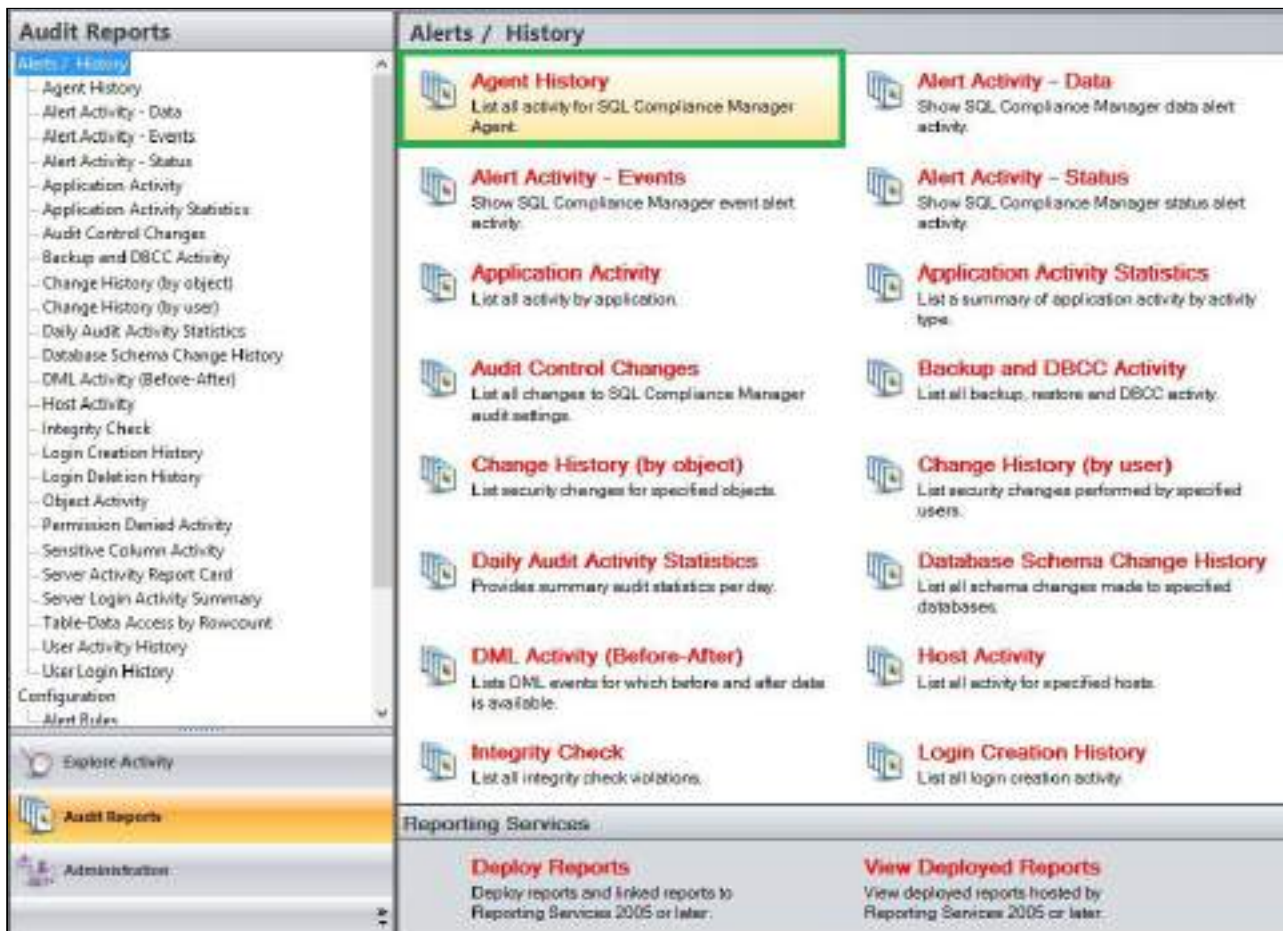 Audit Reports
Alerts / History
Agent History
Alert Activity - Data
Alert Activity - Events
Alert Activity - Status
Application Activity
Application Activity Statistics
Audit Control Changes
Backup and DBCC Activity
Change History (by object)
Change History (by user)
Daily Audit Activity Statistics
Database Schema Change History
DML Activity (Before-After)
Host Activity
Integrity Check
Login Creation History
Login Deletion History
Object Activity
Permission Denied Activity
Sensitive Column Activity
Server Activity Report Card
Server Login Activity Summary
Table-Data Access by Rowcount
User Activity History
User Login History
Configuration
Alert Rules
Explore Activity
Audit Reports
Administration
Alerts / History
Agent History
List all activity for SQL Compliance Manager
Agent.
Alert Activity - Data
Show SQL Compliance Manager data alert
activity.
Alert Activity - Events
Show SQL Compliance Manager event alert
activity.
Alert Activity - Status
Show SQL Compliance Manager status alert
activity.
Application Activity
List all activity by application.
Application Activity Statistics
List a summary of application activity by activity
type.
Audit Control Changes
List all changes to SQL Compliance Manager
audit settings.
Backup and DBCC Activity
List all backup, restore and DBCC activity.
Change History (by object)
List security changes for specified objects.
Change History (by user)
List security changes performed by specified
users.
Daily Audit Activity Statistics
Provides summary audit statistics per day.
Database Schema Change History
List all schema changes made to specified
databases.
DML Activity (Before-After)
Lists DML events for which before and after data
is available.
Host Activity
List all activity for specified hosts.
Integrity Check
List all integrity check violations.
Login Creation History
List all login creation activity.
Reporting Services
Deploy Reports
Deploy reports and linked reports to
Reporting Services 2005 or later.
View Deployed Reports
View deployed reports hosted by
Reporting Services 2005 or later.